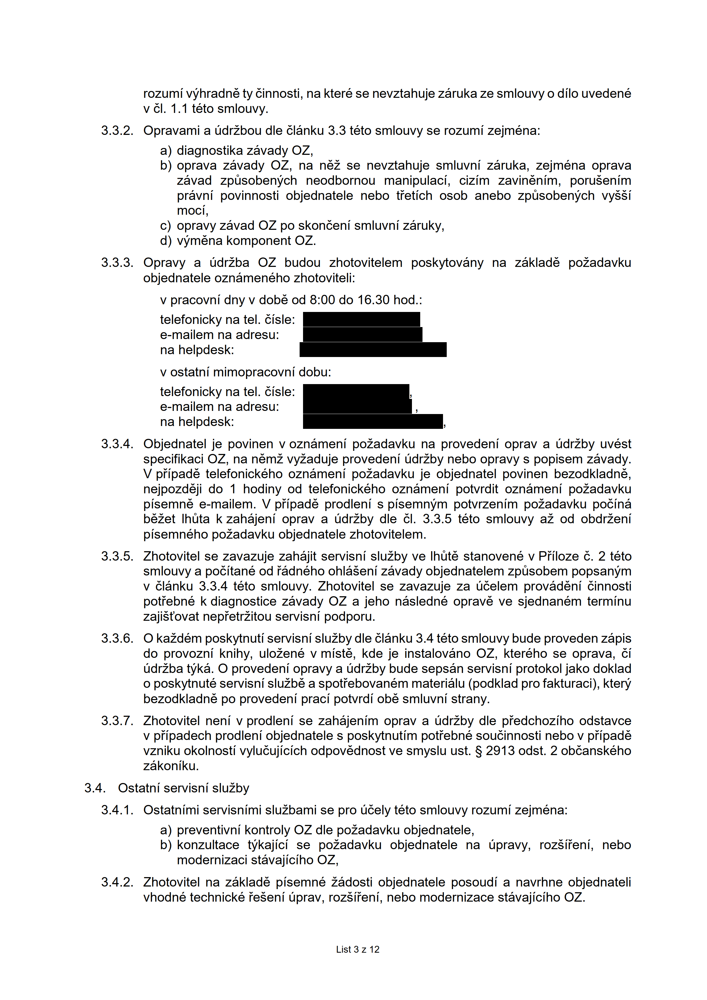 rozumí výhradně ty činnosti, na které se nevztahuje záruka ze smlouvy o dílo uvedené
v čl. 1.1 této smlouvy.
3.3.2. Opravami a údržbou dle článku 3.3 této smlouvy se rozumí zejména:
a) diagnostika závady OZ,
b) oprava závady OZ, na něž se nevztahuje smluvní záruka, zejména oprava
závad způsobených neodbornou manipulací, cizím zaviněním, porušením
právní povinnosti objednatele nebo třetích osob anebo způsobených vyšší
mocí,
c) opravy závad OZ po skončení smluvní záruky,
d) výměna komponent OZ.
3.3.3. Opravy a údržba OZ budou zhotovitelem poskytovány na základě požadavku
objednatele oznámeného zhotoviteli:
v pracovní dny v době od 8:00 do 16.30 hod.:
telefonicky na tel. čísle:
e-mailem na adresu:
na helpdesk:
v ostatní mimopracovní dobu:
telefonicky na tel. čísle: ,
e-mailem na adresu: ,
na helpdesk: ,
3.3.4. Objednatel je povinen v oznámení požadavku na provedení oprav a údržby uvést
specifikaci OZ, na němž vyžaduje provedení údržby nebo opravy s popisem závady.
V případě telefonického oznámení požadavku je objednatel povinen bezodkladně,
nejpozději do 1 hodiny od telefonického oznámení potvrdit oznámení požadavku
písemně e-mailem. V případě prodlení s písemným potvrzením požadavku počíná
běžet lhůta k zahájení oprav a údržby dle čl. 3.3.5 této smlouvy až od obdržení
písemného požadavku objednatele zhotovitelem.
3.3.5. Zhotovitel se zavazuje zahájit servisní služby ve lhůtě stanovené v Příloze č. 2 této
smlouvy a počítané od řádného ohlášení závady objednatelem způsobem popsaným
v článku 3.3.4 této smlouvy. Zhotovitel se zavazuje za účelem provádění činnosti
potřebné k diagnostice závady OZ a jeho následné opravě ve sjednaném termínu
zajišťovat nepřetržitou servisní podporu.
3.3.6. O každém poskytnutí servisní služby dle článku 3.4 této smlouvy bude proveden zápis
do provozní knihy, uložené v místě, kde je instalováno OZ, kterého se oprava, čí
údržba týká. O provedení opravy a údržby bude sepsán servisní protokol jako doklad
o poskytnuté servisní službě a spotřebovaném materiálu (podklad pro fakturaci), který
bezodkladně po provedení prací potvrdí obě smluvní strany.
3.3.7. Zhotovitel není v prodlení se zahájením oprav a údržby dle předchozího odstavce
v případech prodlení objednatele s poskytnutím potřebné součinnosti nebo v případě
vzniku okolností vylučujících odpovědnost ve smyslu ust. § 2913 odst. 2 občanského
zákoníku.
3.4. Ostatní servisní služby
3.4.1. Ostatními servisními službami se pro účely této smlouvy rozumí zejména:
a) preventivní kontroly OZ dle požadavku objednatele,
b) konzultace týkající se požadavku objednatele na úpravy, rozšíření, nebo
modernizaci stávajícího OZ,
3.4.2. Zhotovitel na základě písemné žádosti objednatele posoudí a navrhne objednateli
vhodné technické řešení úprav, rozšíření, nebo modernizace stávajícího OZ.
List 3 z 12